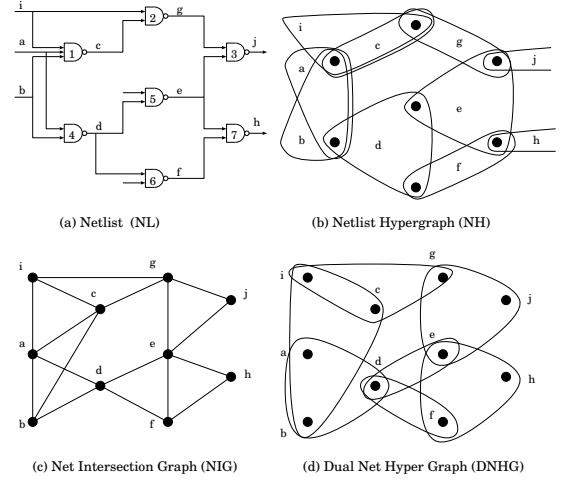 i
g
2
a
c
j
1
3
b
e
h
5
d
4
7
f
6
(a) Netlist (NL)
i
c
g
j
a
e
b
d
h
f
(b) Netlist Hypergraph (NH)
i
g
c
j
a
e
d
h
b
f
(c) Net Intersection Graph (NIG)
g
i
c
j
e
a
d
h
f
b
(d) Dual Net Hyper Graph (DNHG)